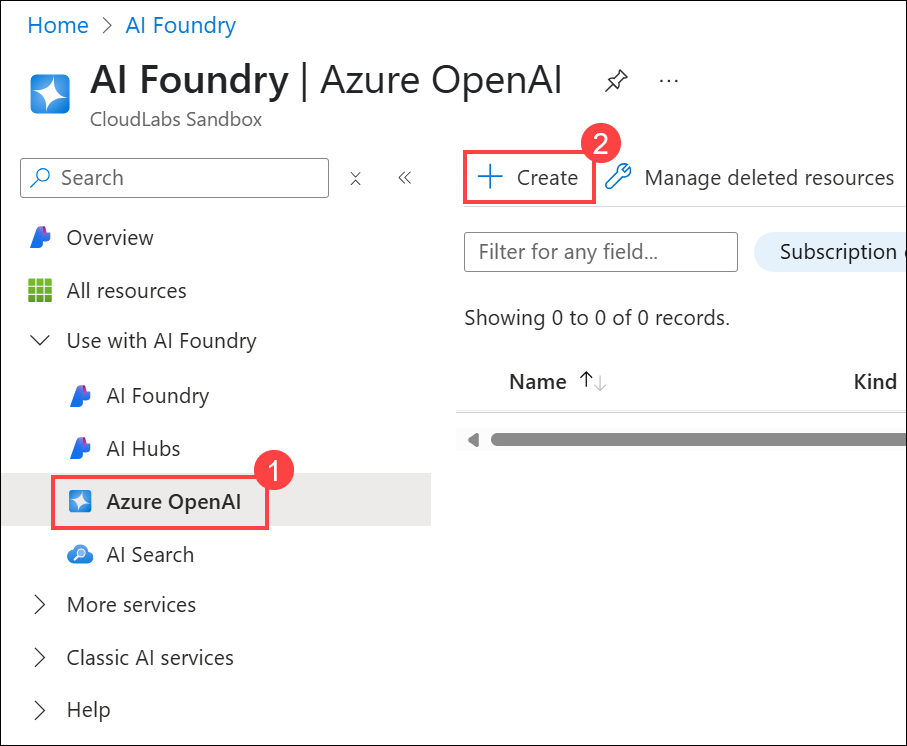 Home > AI Foundry
AI Foundry | Azure OpenAI ...
CloudLabs Sandbox
Search
Overview
All resources
Use with AI Foundry
AI Foundry
AI Hubs
Azure OpenAI
1
AI Search
More services
Classic AI services
Help
2
+ Create
Manage deleted resources
Filter for any field...
Subscription
Showing 0 to 0 of 0 records.
Name ↑↓
Kind